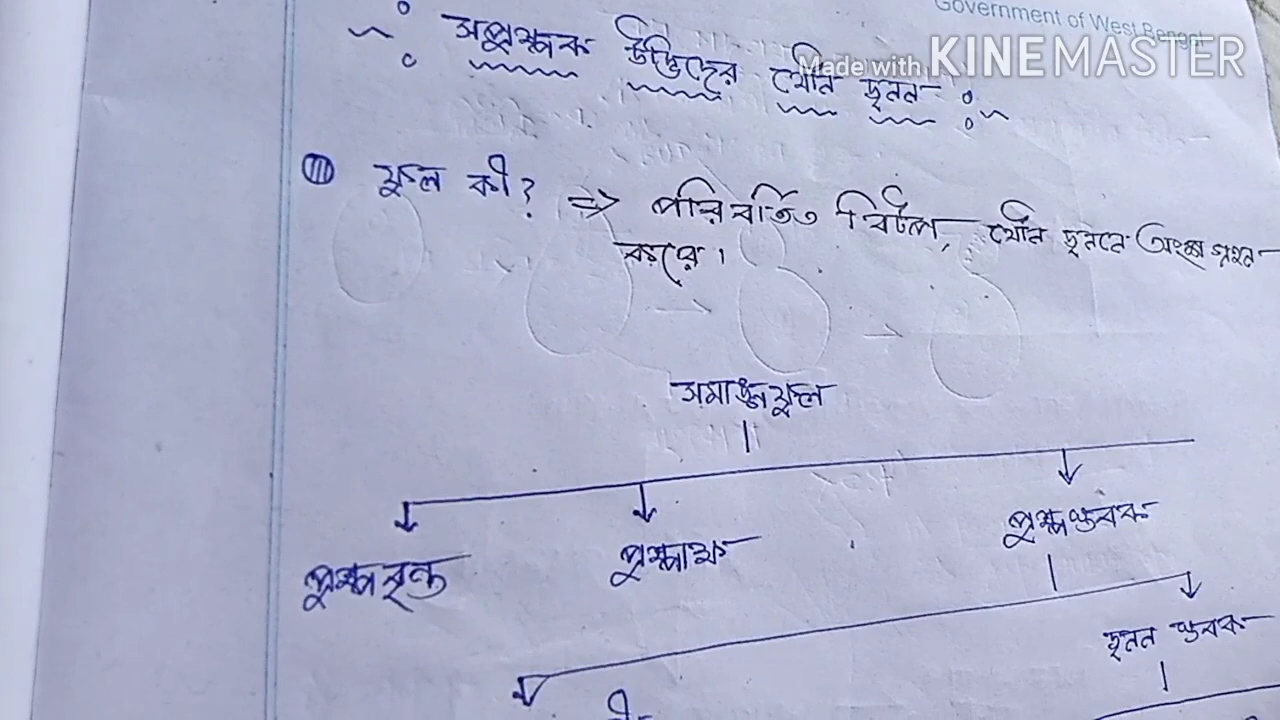 Government of West Bengal
Made with KINEMASTER
সপুষ্পক উদ্ভিদের যৌন জনন
ফুল কী? => পরিবর্তিত বিটপ, যৌন জননে অংশগ্রহন
করে।
সমাঙ্গফুল
পুষ্পবৃন্ত পুষ্পাক্ষ পুষ্পস্তবক
জনন স্তবক